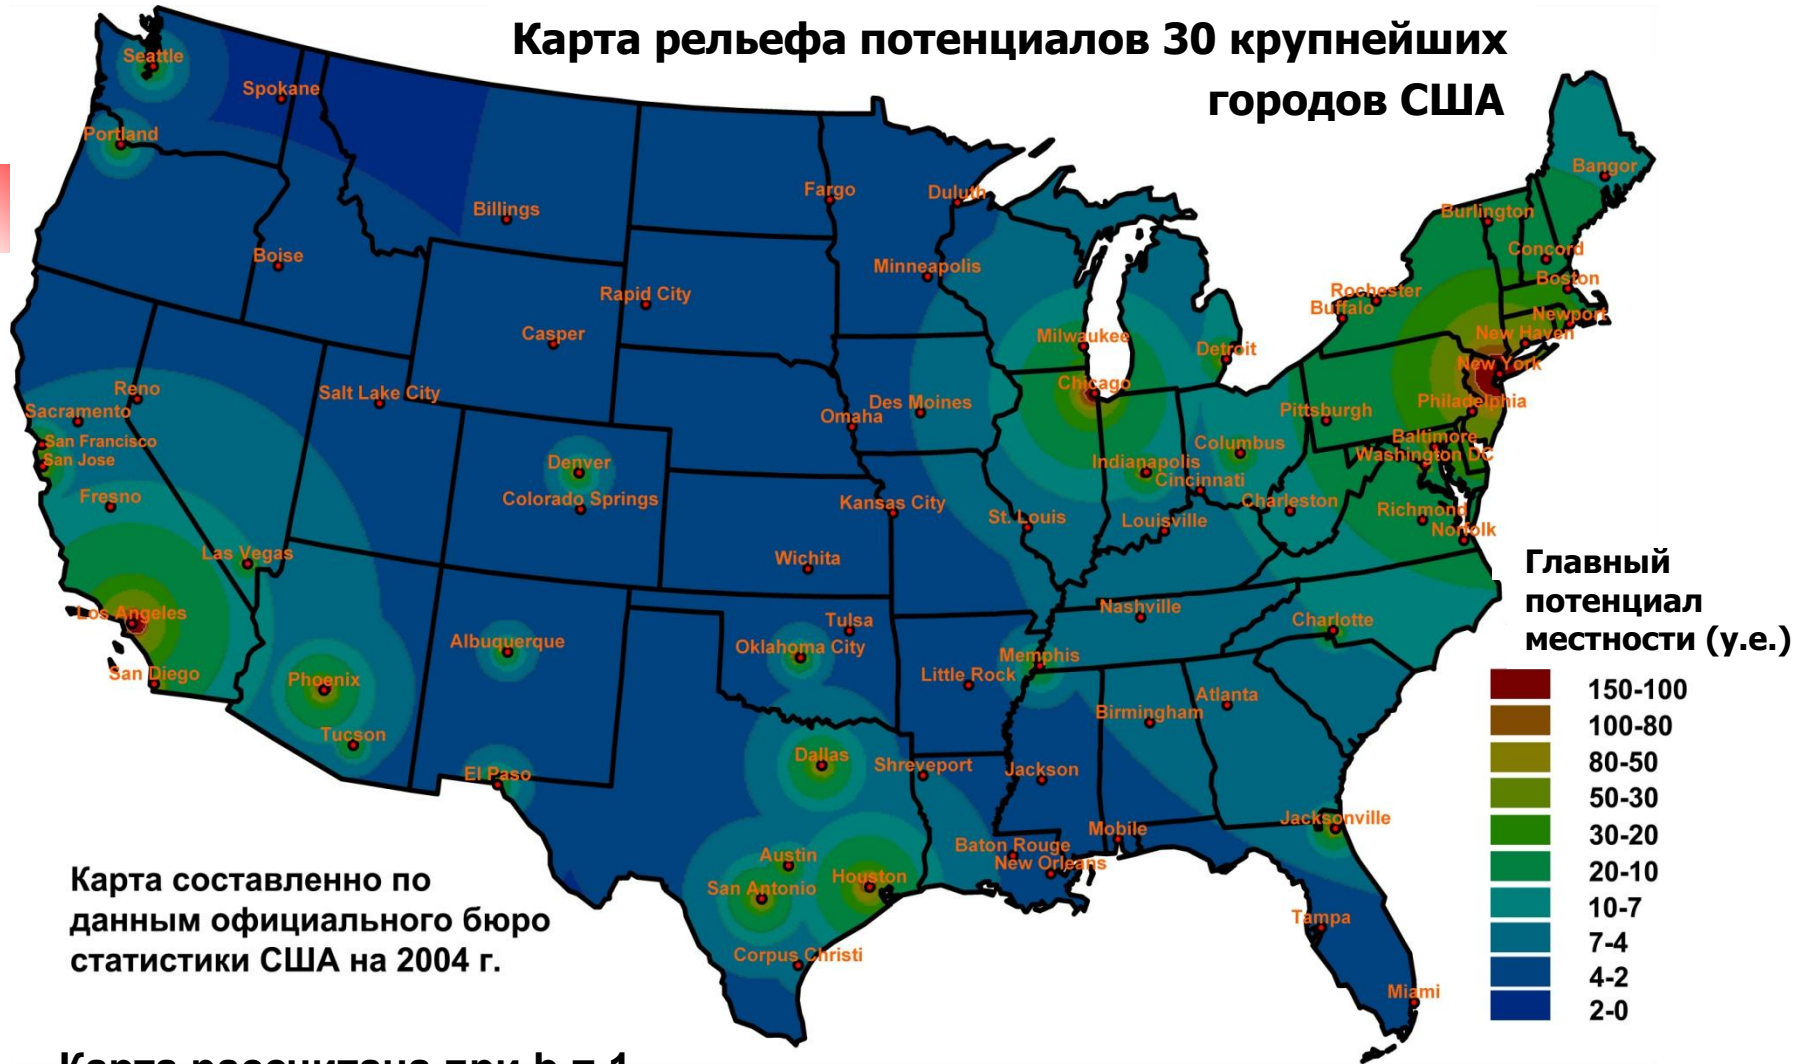 Карта рельефа потенциалов 30 крупнейших
городов США
Seattle
Spokane
Portland
Billings
Boise
Fargo
Duluth
Minneapolis
Rapid City
Casper
Bangor
Burlington
Concord
Boston
Rochester
Buffalo
Newport
New Haven
New York
Milwaukee
Detroit
Chicago
Reno
Sacramento
Salt Lake City
Des Moines
Omaha
Pittsburgh
Philadelphia
San Francisco
San Jose
Denver
Columbus
Baltimore
Washington DC
Indianapolis
Cincinnati
Fresno
Colorado Springs
Kansas City
St. Louis
Louisville
Charleston
Richmond
Norfolk
Las Vegas
Wichita
Los Angeles
Albuquerque
Tulsa
Oklahoma City
Nashville
Charlotte
San Diego
Phoenix
Little Rock
Memphis
Atlanta
Birmingham
Tucson
El Paso
Dallas
Shreveport
Jackson
Jacksonville
Mobile
Baton Rouge
New Orleans
Austin
San Antonio
Houston
Tampa
Corpus Christi
Miami
Главный
потенциал
местности (у.е.)
150-100
100-80
80-50
50-30
30-20
20-10
10-7
7-4
4-2
2-0
Карта составленно по
данным официального бюро
статистики США на 2004 г.
Карта рассчитана при b = 1